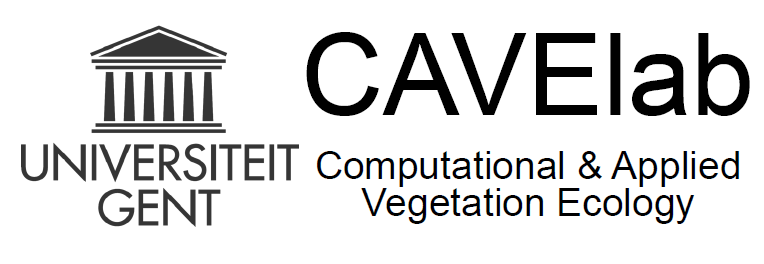 UNIVERSITEIT
GENT
CAVElab
Computational & Applied
Vegetation Ecology